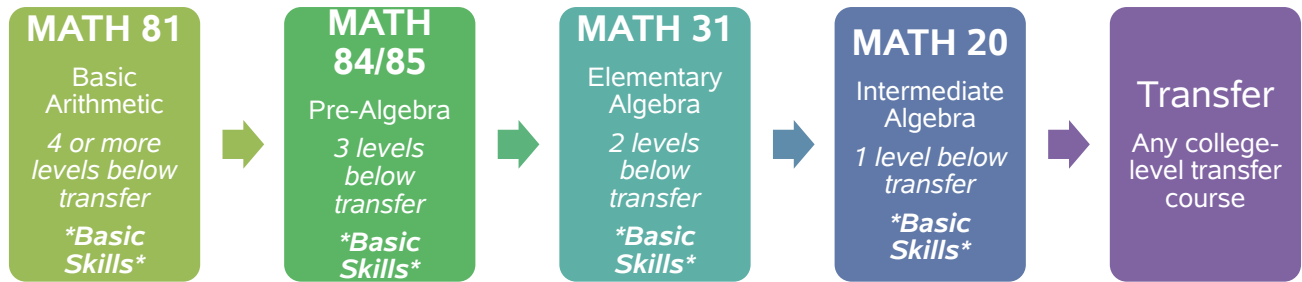 MATH 81
Basic
Arithmetic
4 or more
levels below
transfer
*Basic
Skills*
MATH
84/85
Pre-Algebra
3 levels
below
transfer
*Basic
Skills*
MATH 31
Elementary
Algebra
2 levels
below
transfer
*Basic
Skills*
MATH 20
Intermediate
Algebra
1 level below
transfer
*Basic
Skills*
Transfer
Any college-
level transfer
course